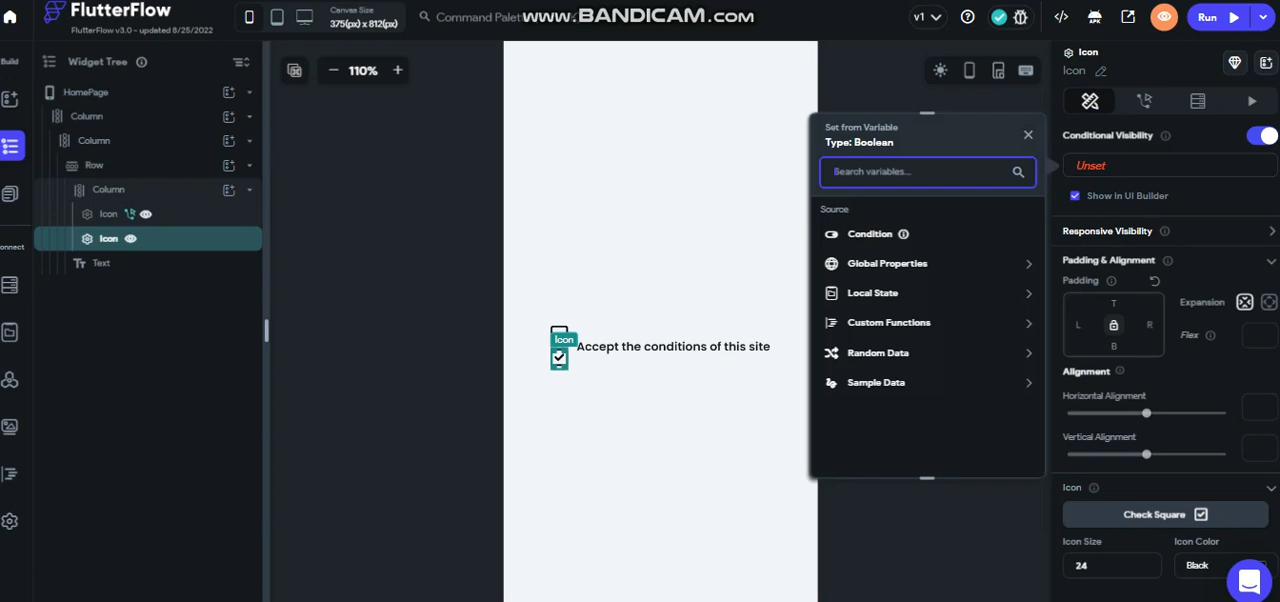 FlutterFlow
FlutterFlow v3.0 - updated 8/25/2022
Canvas Size
375(px) x 812(px)
Command Palet
www.BANDICAM.com
v1
APK
Run
Build
Widget Tree
HomePage
Column
Column
Row
Column
Icon
Icon
Text
onnect
110%
Icon
Accept the conditions of this site
Set from Variable
Type: Boolean
Search variables...
Source
Condition
Global Properties
Local State
Custom Functions
Random Data
Sample Data
Icon
Icon
Conditional Visibility
Unset
Show in UI Builder
Responsive Visibility
Padding & Alignment
Padding
Expansion
T
L
R
B
Flex
Alignment
Horizontal Alignment
Vertical Alignment
Icon
Check Square
Icon Size
Icon Color
24
Black